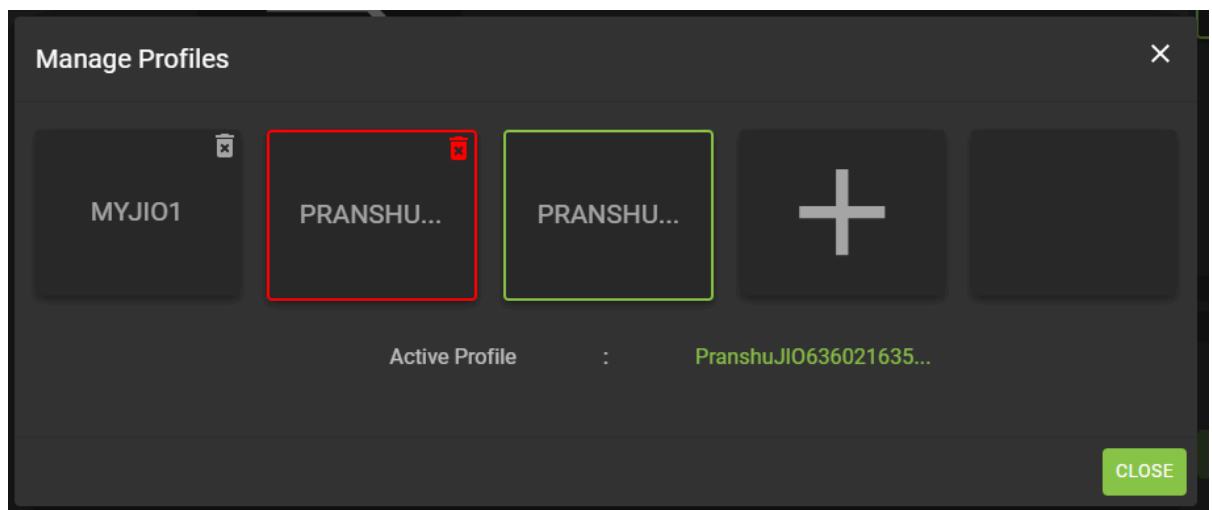 Manage Profiles
MYJIO1
PRANSHU...
PRANSHU...
Active Profile : PranshuJIO636021635...
CLOSE